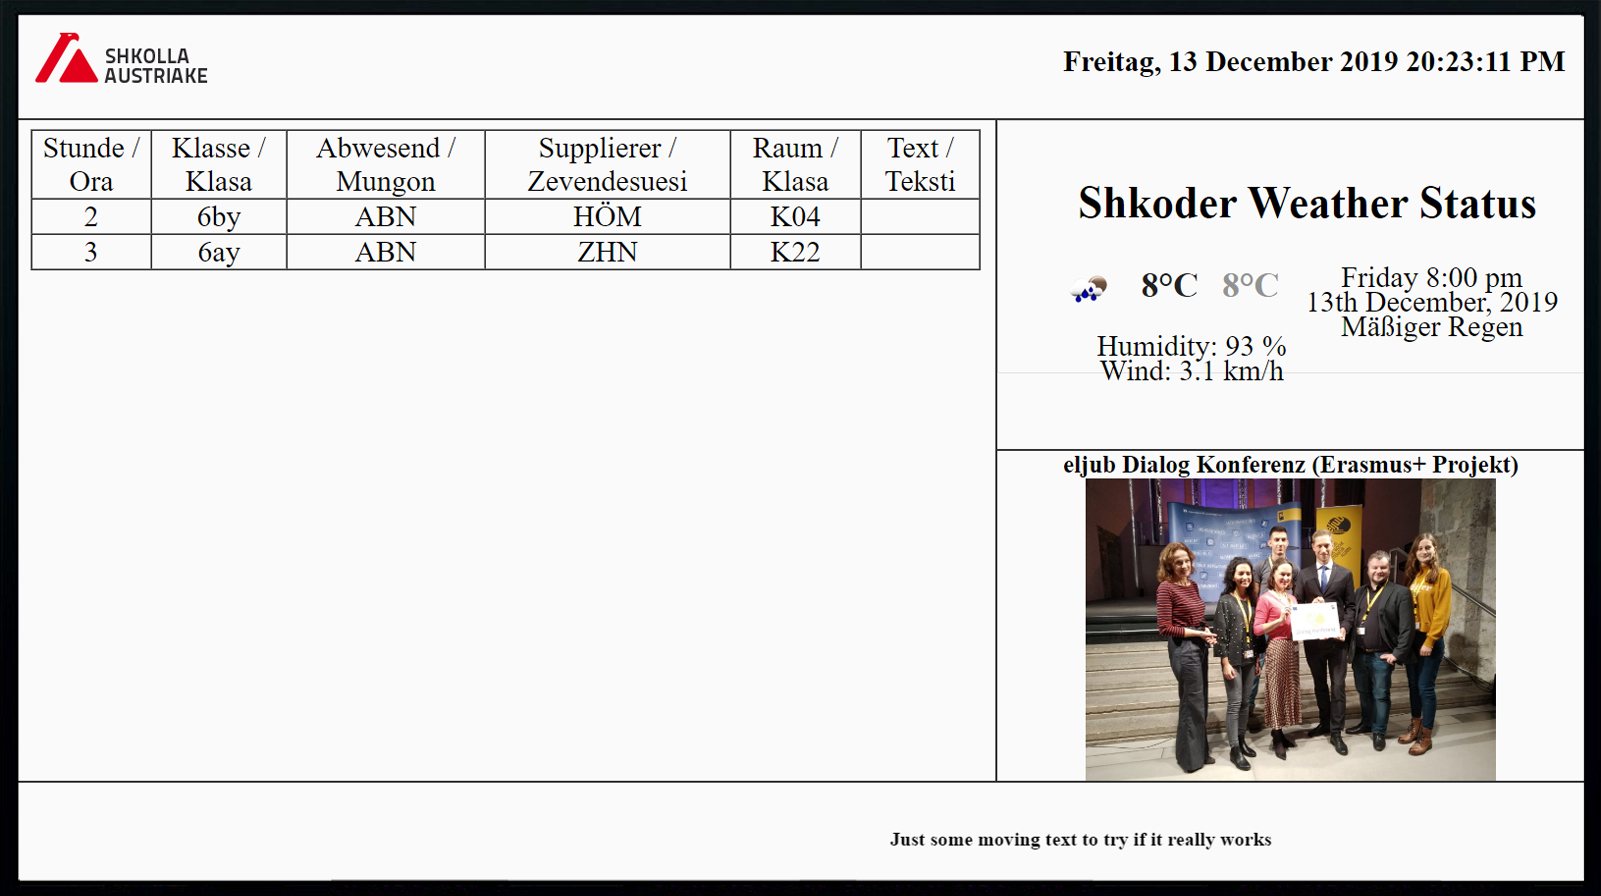 SHKOLLA
AUSTRIAKE
Freitag, 13 December 2019 20:23:11 PM
Stunde / Ora
Klasse / Klasa
Abwesend / Mungon
Supplierer / Zevendesuesi
Raum / Klasa
Text / Teksti
2 6by ABN HÖM K04
3 6ay ABN ZHN K22
Shkoder Weather Status
8°C 8°C
Friday 8:00 pm
13th December, 2019
Mäßiger Regen
Humidity: 93 %
Wind: 3.1 km/h
eljub Dialog Konferenz (Erasmus+ Projekt)
Just some moving text to try if it really works